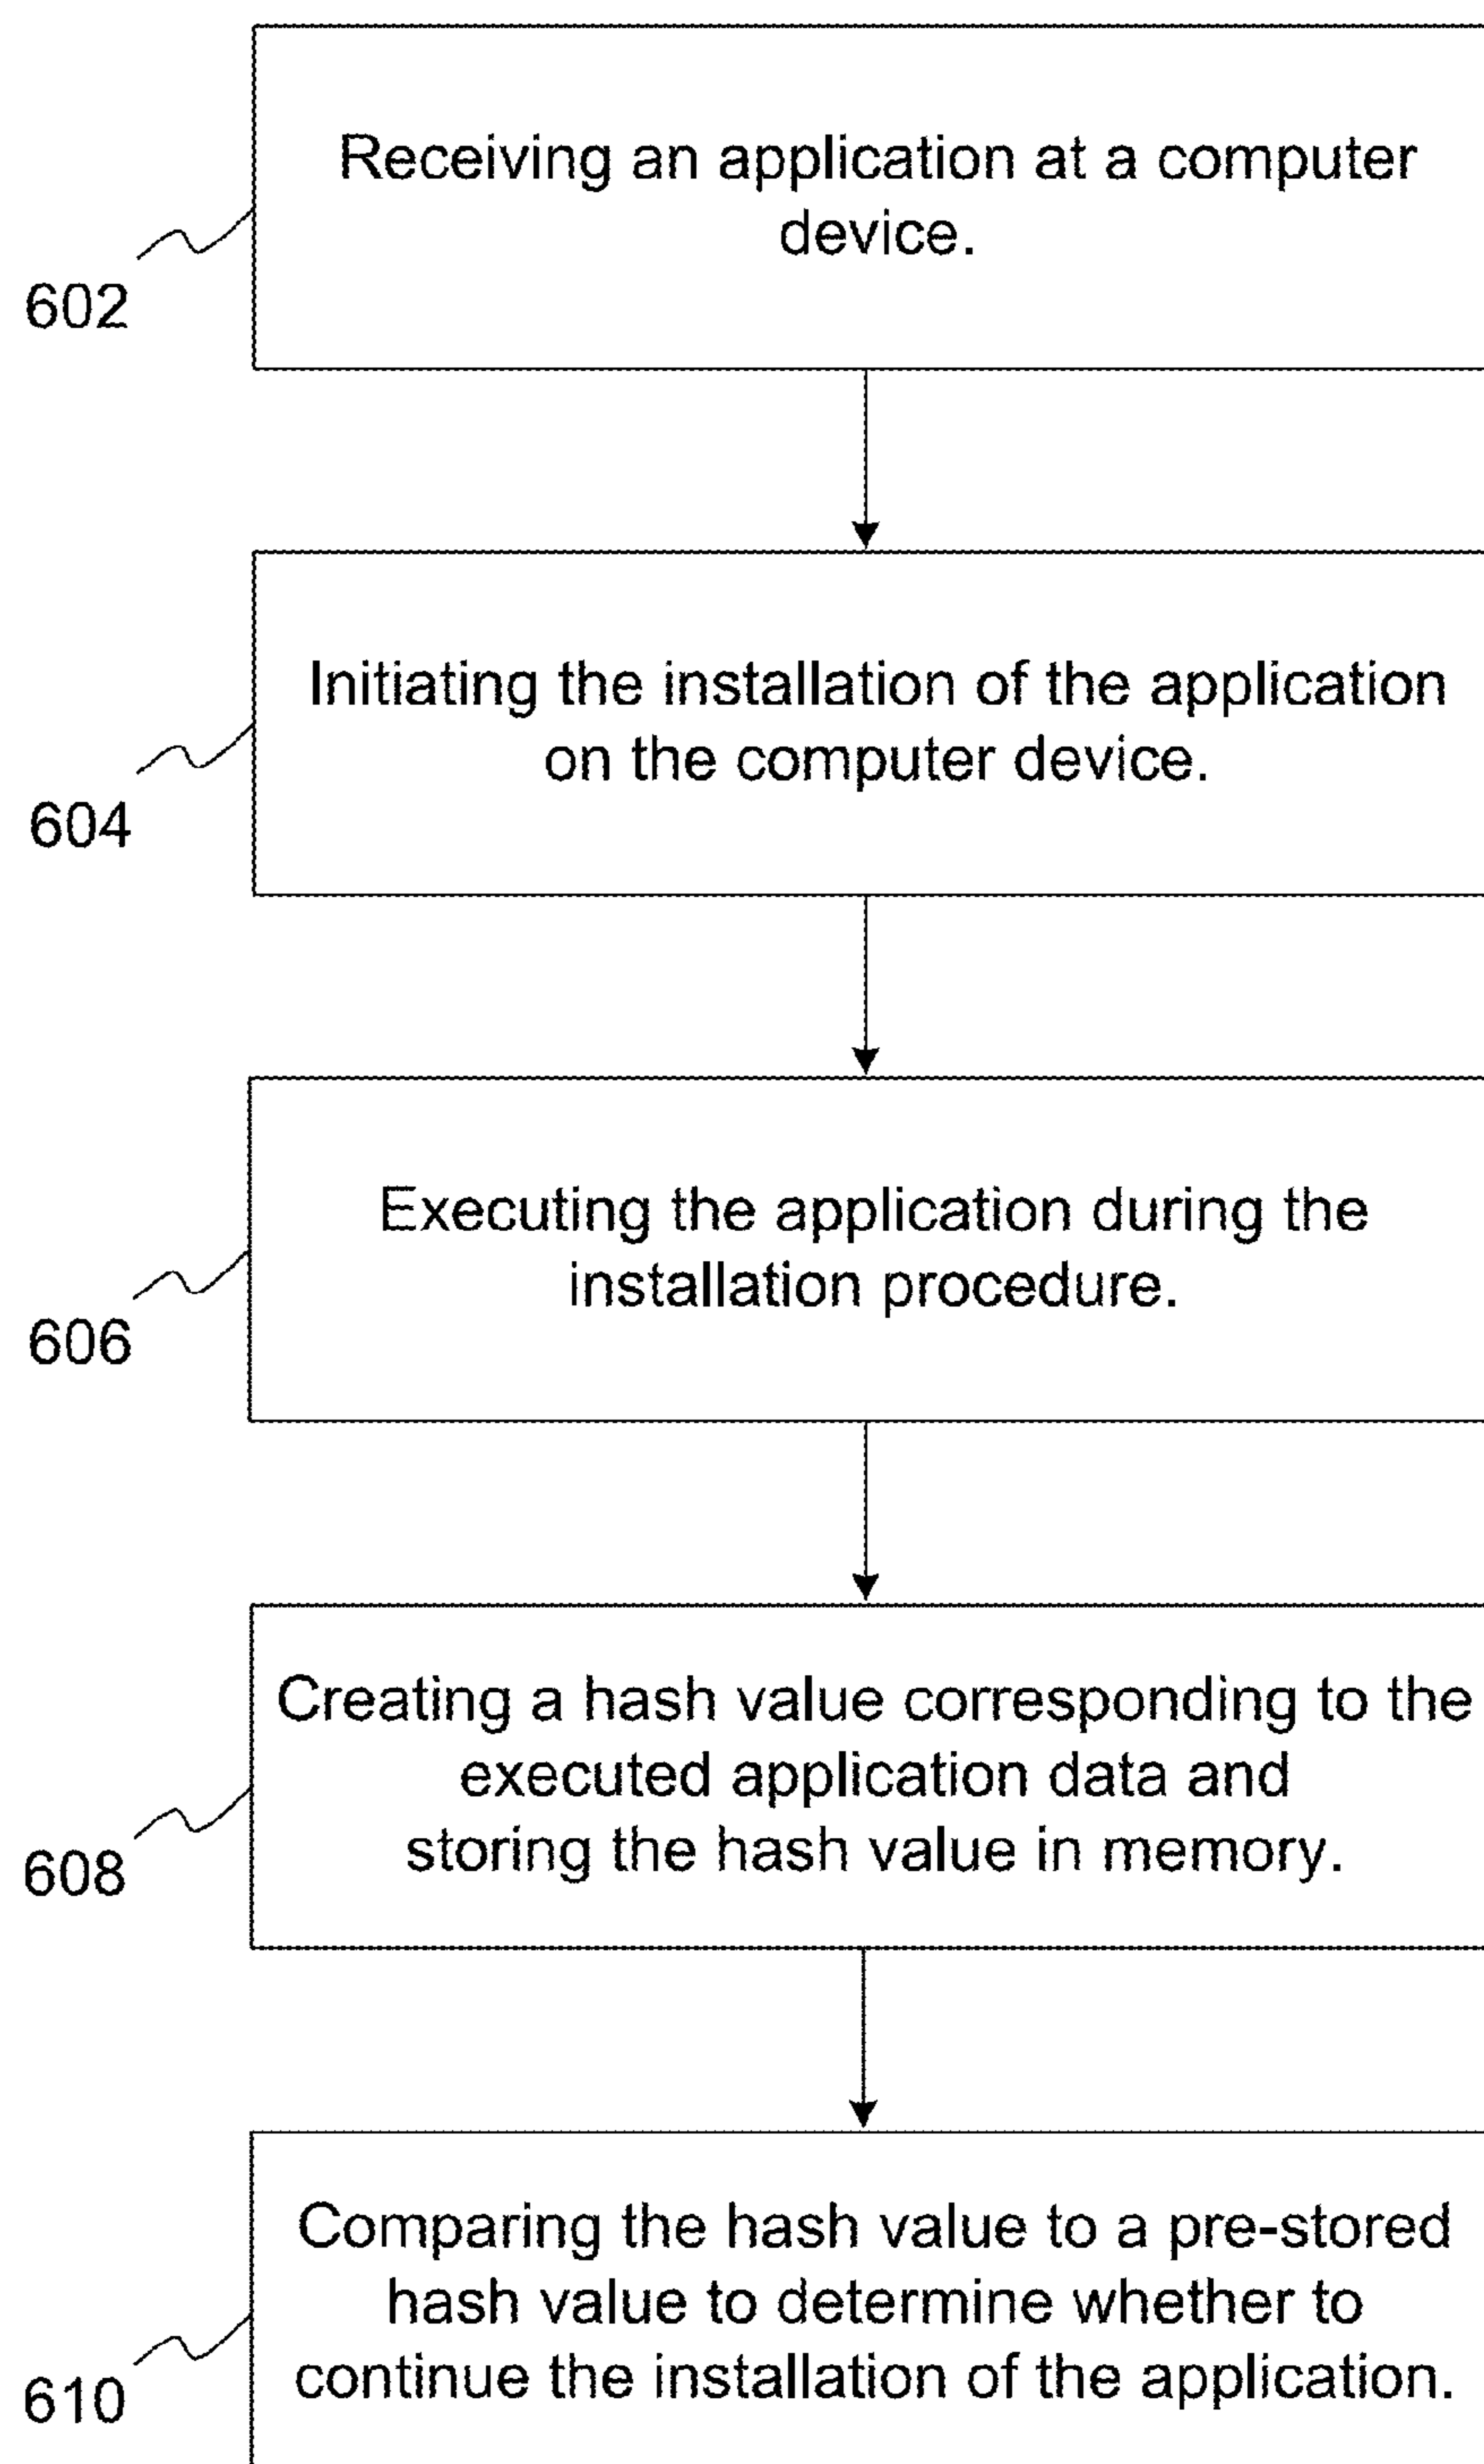 Receiving an application at a computer
device.
602
Initiating the installation of the application
on the computer device.
604
Executing the application during the
installation procedure.
606
Creating a hash value corresponding to the
executed application data and
storing the hash value in memory.
608
Comparing the hash value to a pre-stored
hash value to determine whether to
continue the installation of the application.
610